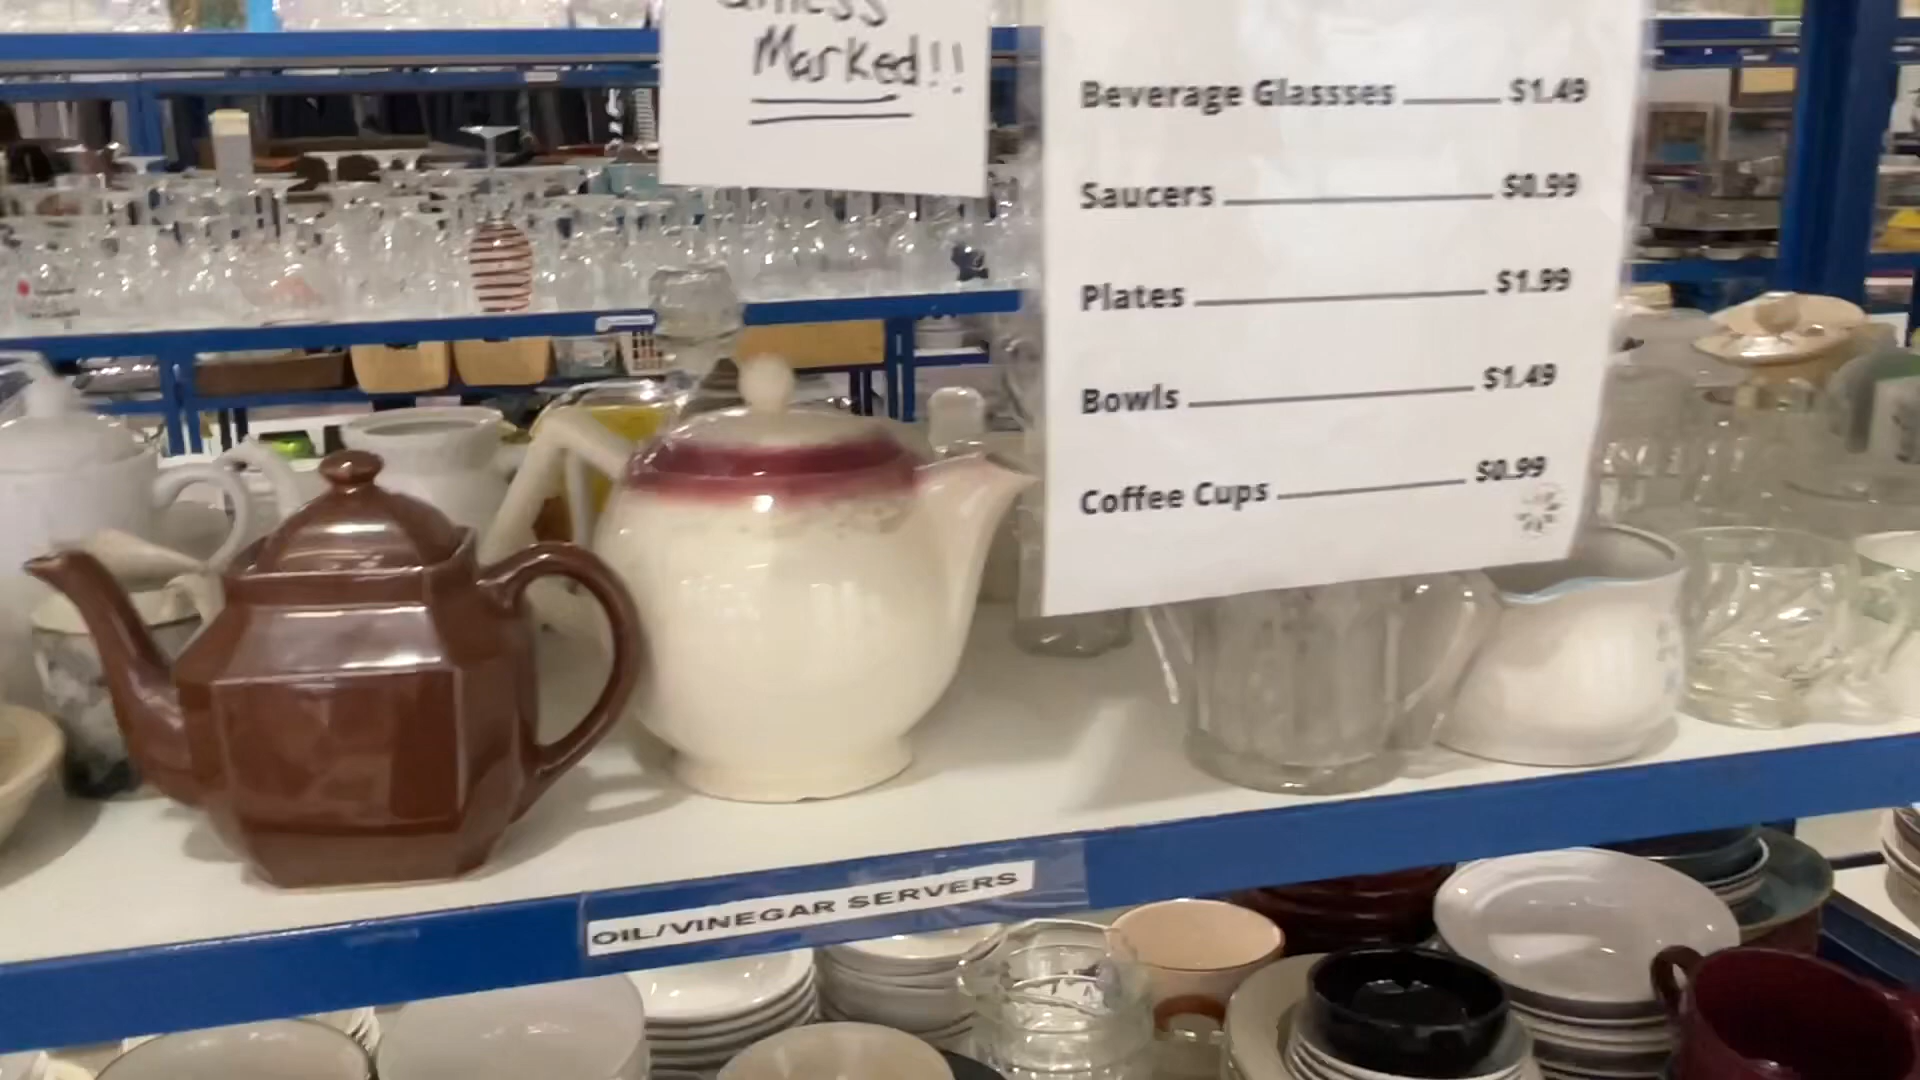 Unless
Marked!!
Beverage Glassses $1.49
Saucers $0.99
Plates $1.99
Bowls $1.49
Coffee Cups $0.99
OIL/VINEGAR SERVERS